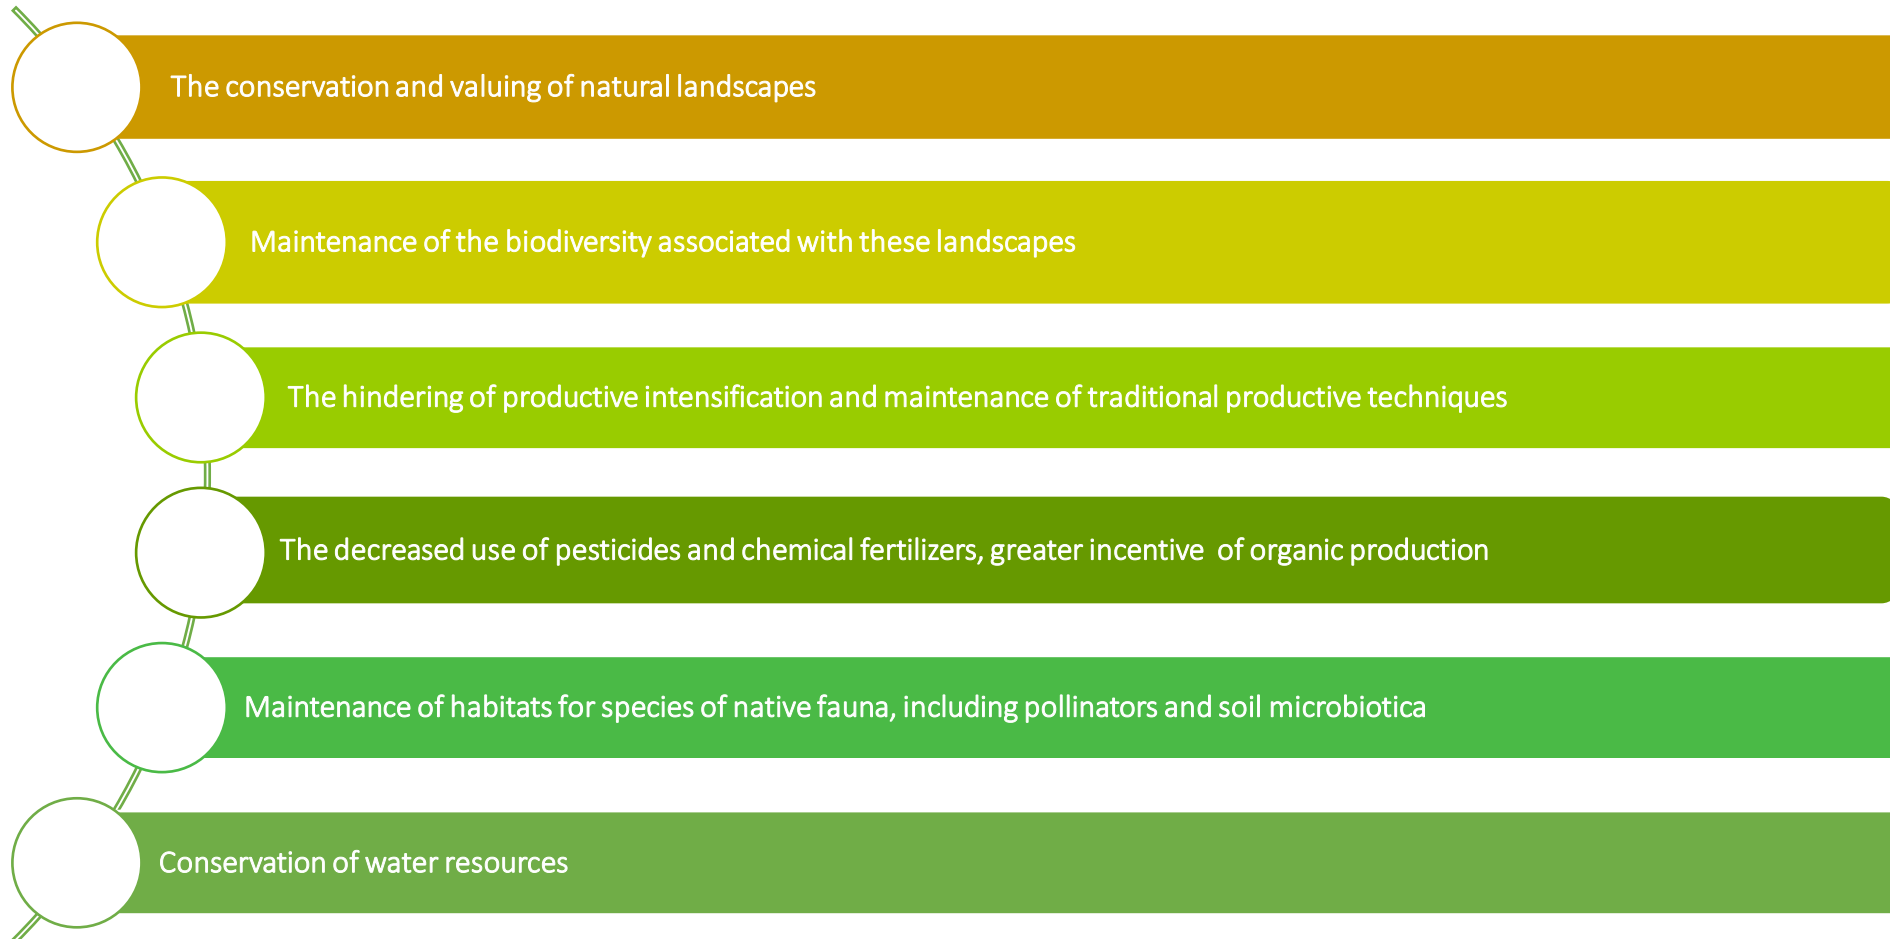 The conservation and valuing of natural landscapes
Maintenance of the biodiversity associated with these landscapes
The hindering of productive intensification and maintenance of traditional productive techniques
The decreased use of pesticides and chemical fertilizers, greater incentive  of organic production
Maintenance of habitats for species of native fauna, including pollinators and soil microbiotica
Conservation of water resources